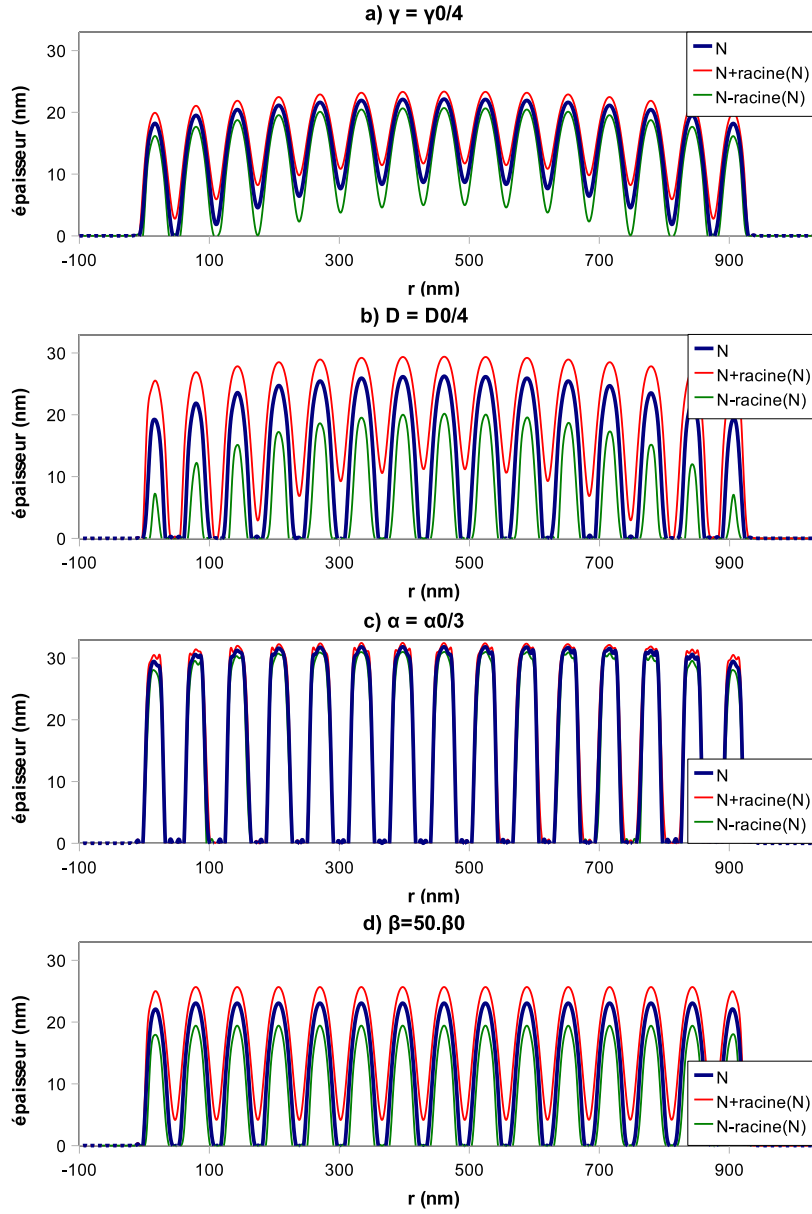 a) γ = γ0/4
épaisseur (nm)
30
20
10
0
N
N+racine(N)
N-racine(N)
-100
100
300
500
700
900
r (nm)
b) D = D0/4
épaisseur (nm)
30
20
10
0
N
N+racine(N)
N-racine(N)
-100
100
300
500
700
900
r (nm)
c) α = α0/3
épaisseur (nm)
30
20
10
0
N
N+racine(N)
N-racine(N)
-100
100
300
500
700
900
r (nm)
d) β=50.β0
épaisseur (nm)
30
20
10
0
N
N+racine(N)
N-racine(N)
-100
100
300
500
700
900
r (nm)